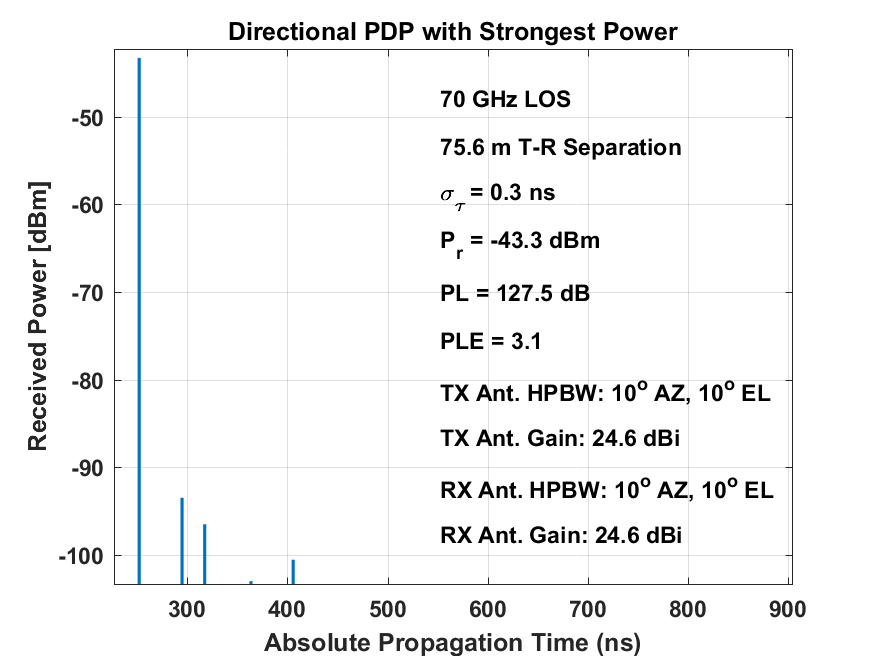 Directional PDP with Strongest Power
Received Power [dBm]
-50
-60
-70
-80
-90
-100
70 GHz LOS
75.6 m T-R Separation
σ_τ = 0.3 ns
P_r = -43.3 dBm
PL = 127.5 dB
PLE = 3.1
TX Ant. HPBW: 10° AZ, 10° EL
TX Ant. Gain: 24.6 dBi
RX Ant. HPBW: 10° AZ, 10° EL
RX Ant. Gain: 24.6 dBi
300 400 500 600 700 800 900
Absolute Propagation Time (ns)